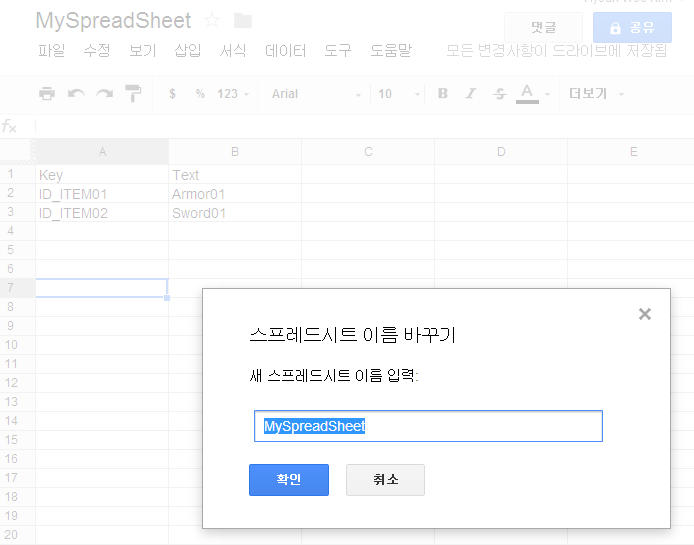 MySpreadSheet
댓글
공유
파일 수정 보기 삽입 서식 데이터 도구 도움말 모든 변경사항이 드라이브에 저장됨
$ % 123 Arial 10 B I S A 더보기
fx
A B C D E
1 Key Text
2 ID_ITEM01 Armor01
3 ID_ITEM02 Sword01
4
5
6
7
8
9
10
11
12
13
14
15
16
17
18
19
20
스프레드시트 이름 바꾸기
새 스프레드시트 이름 입력:
MySpreadSheet
확인 취소